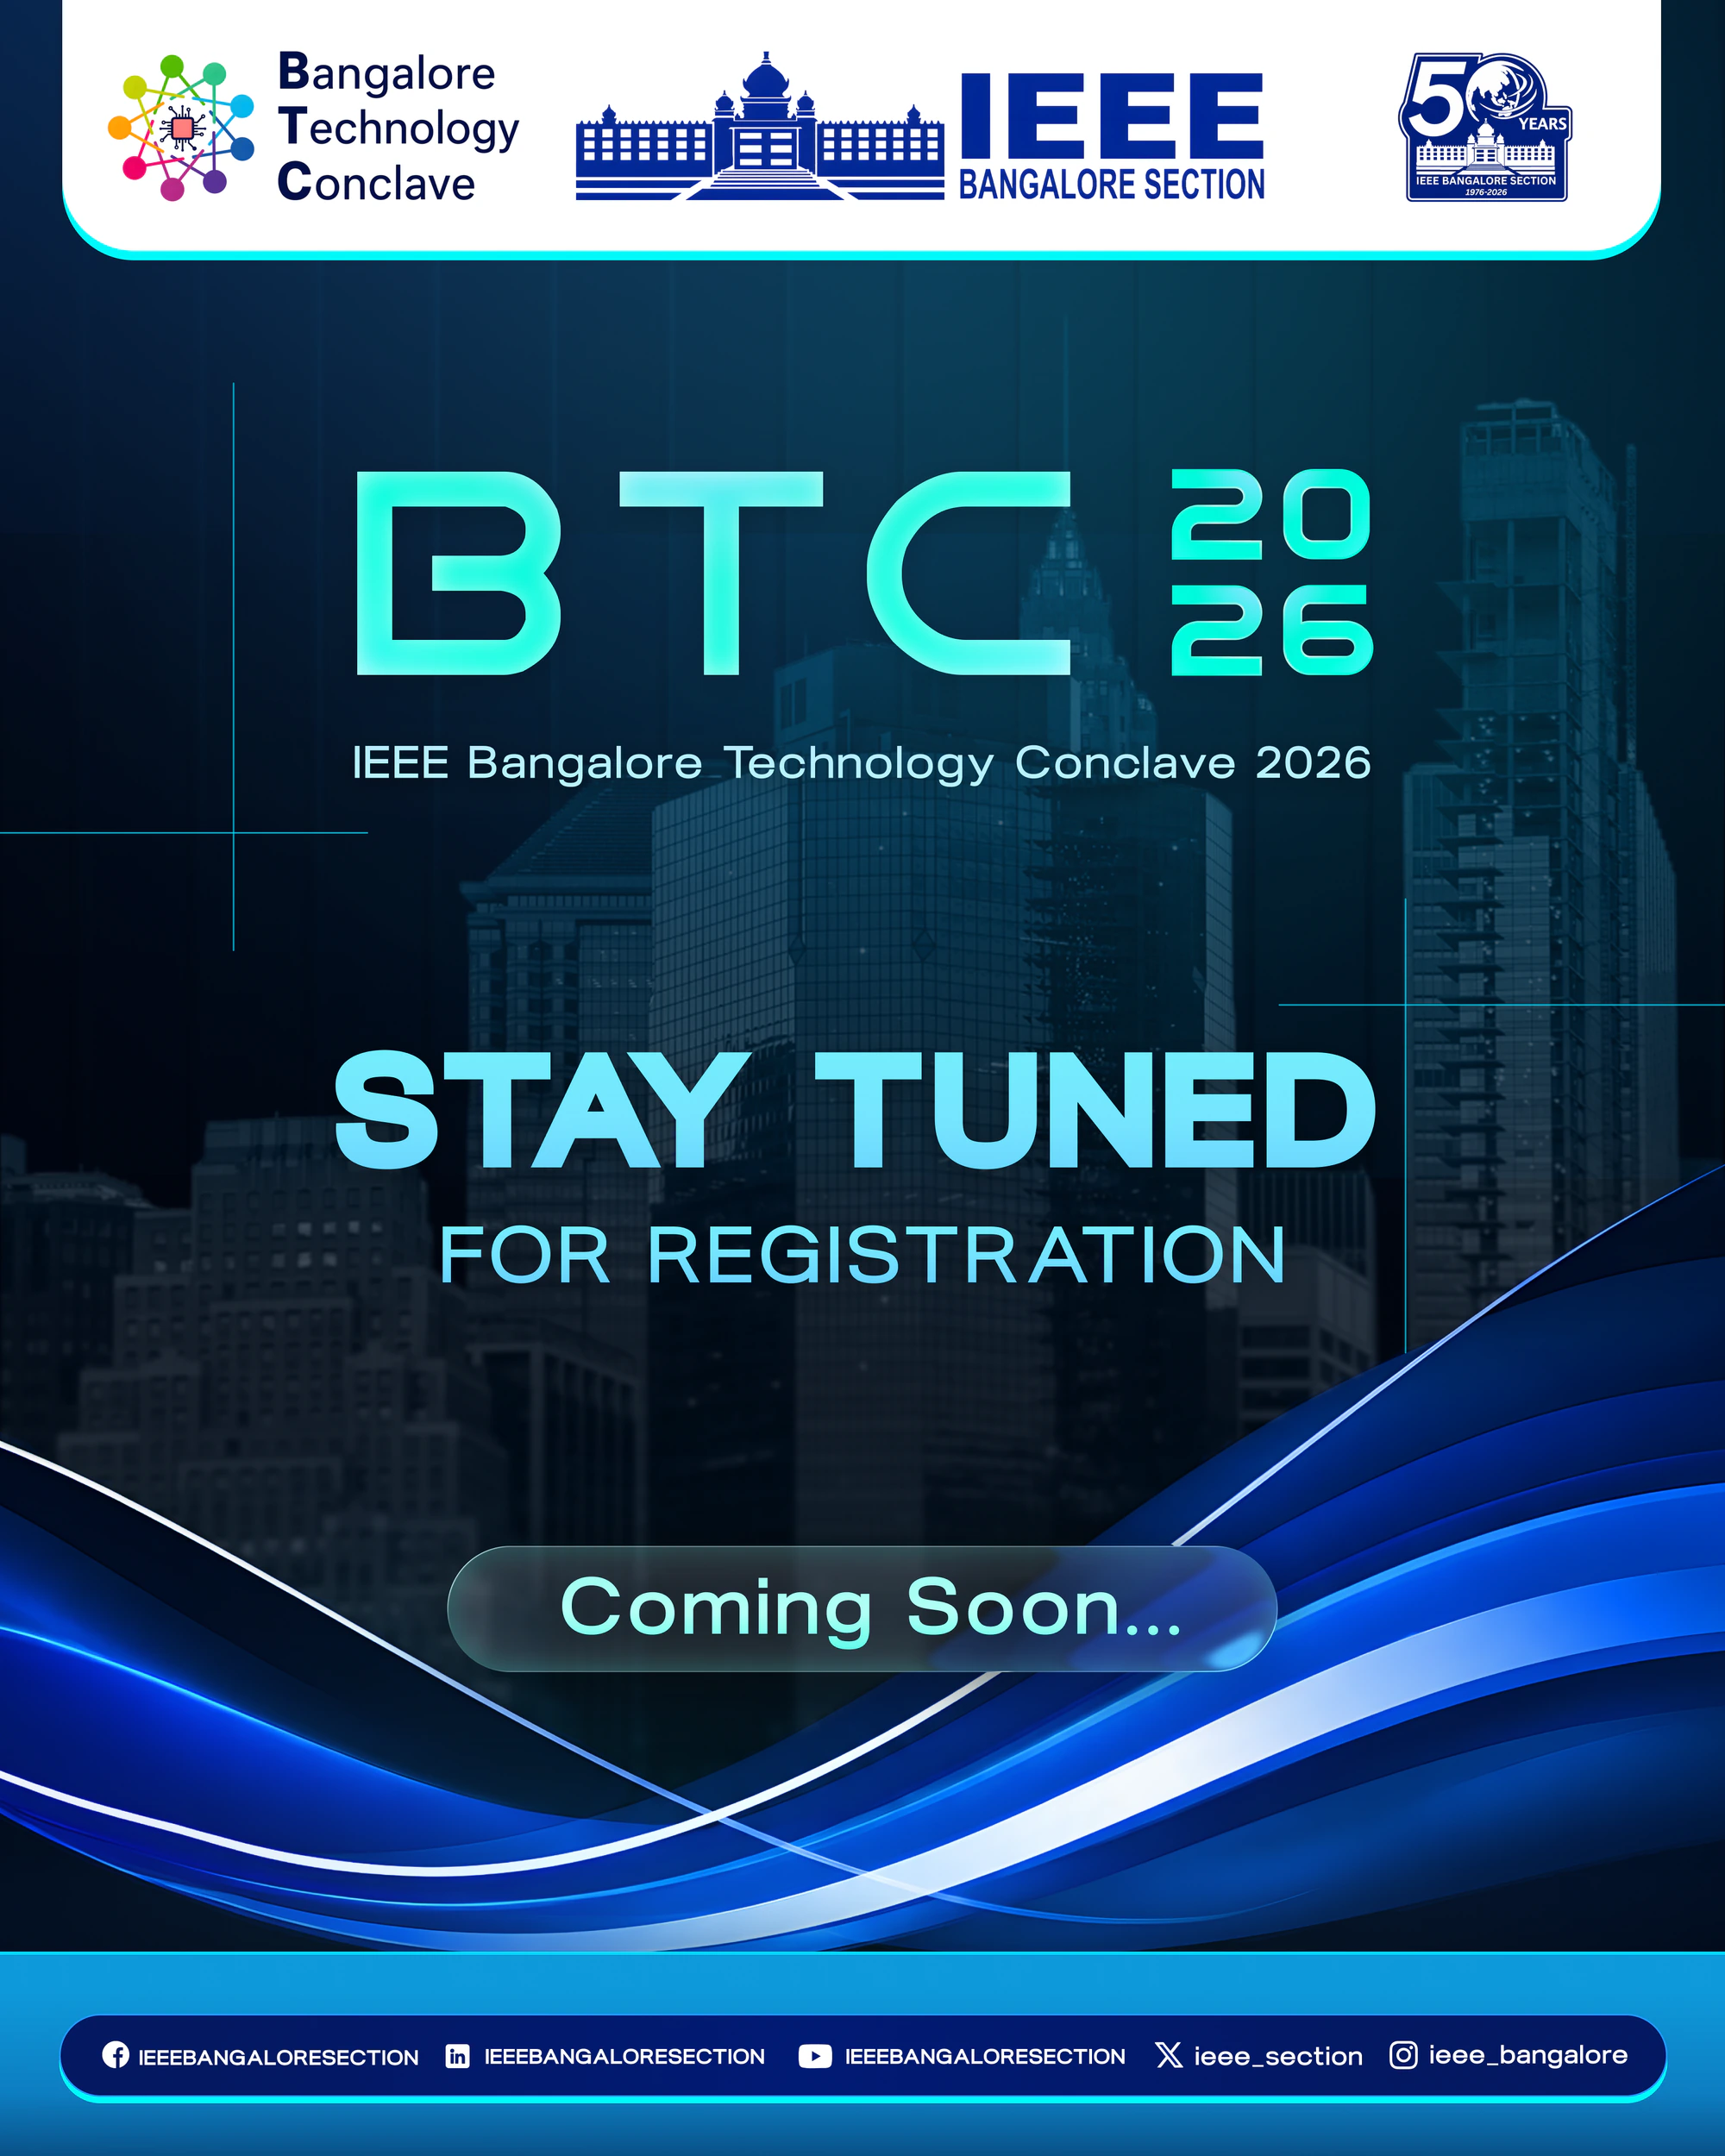 Bangalore
Technology
Conclave
IEEE
BANGALORE SECTION
50
YEARS
IEEE BANGALORE SECTION
1976-2026
BTC 20
26
IEEE Bangalore Technology Conclave 2026
STAY TUNED
FOR REGISTRATION
Coming Soon...
IEEEBANGALORESECTION IEEEBANGALORESECTION IEEEBANGALORESECTION ieee_section ieee_bangalore